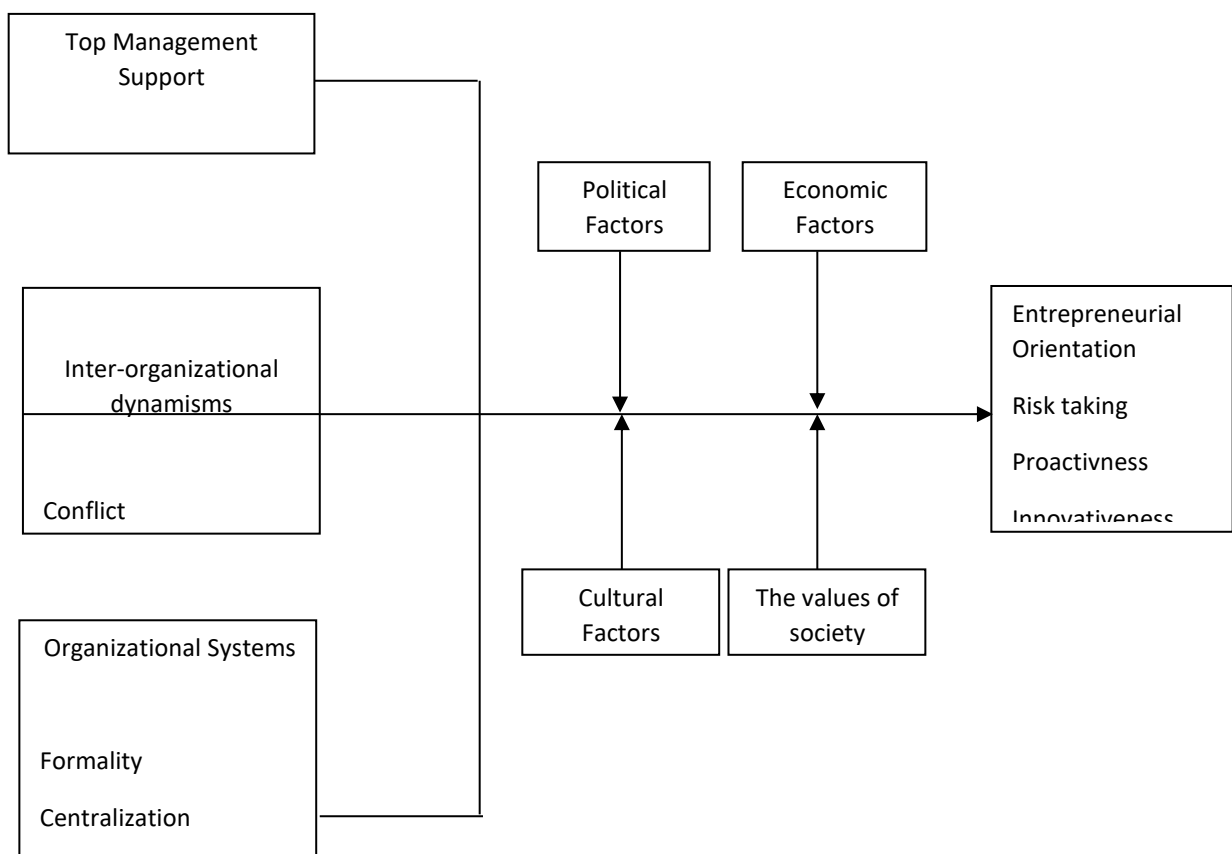 Top Management
Support
Political
Factors
Economic
Factors
Inter-organizational
dynamisms
Conflict
Entrepreneurial
Orientation
Risk taking
Proactivness
Innovativeness
Cultural
Factors
The values of
society
Organizational Systems
Formality
Centralization